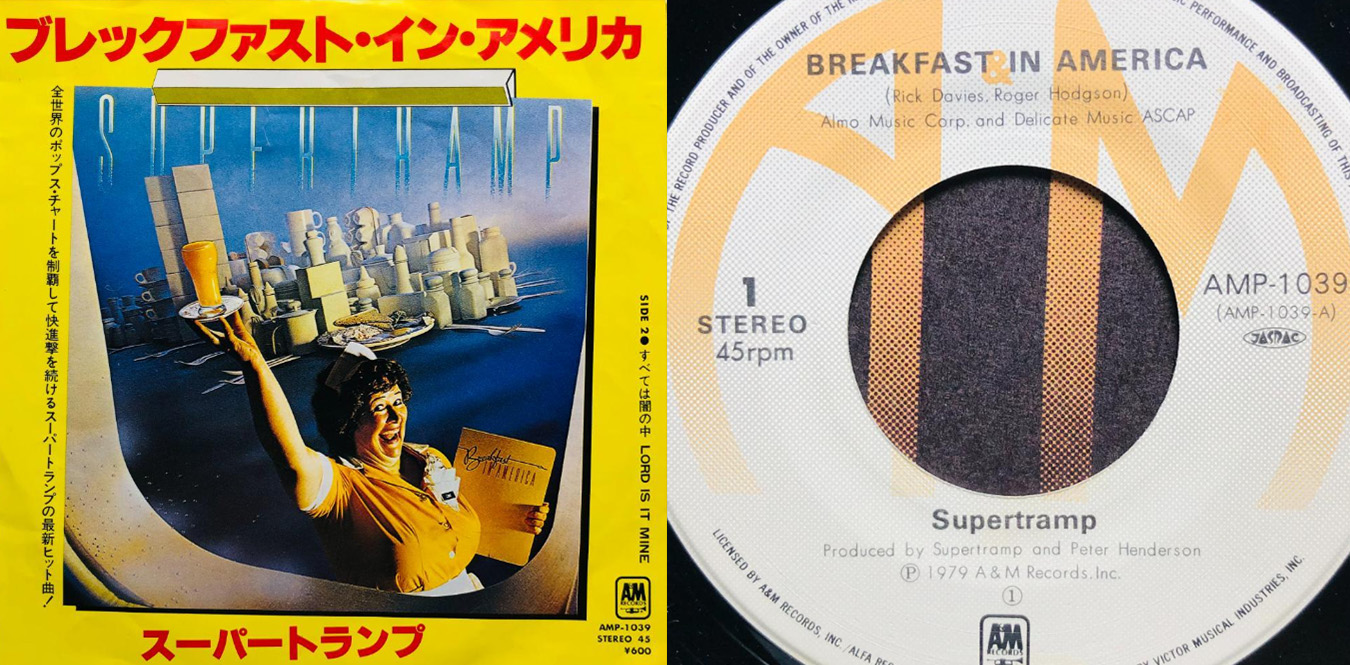 ブレックファスト・イン・アメリカ
SUPERTRAMP
全世界のポップス・チャートを制覇して快進撃を続けるスーパートランプの最新ヒット曲!
Breakfast
IN AMERICA
SIDE 2● すべては闇の中 LORD IS IT MINE
A&M
RECORDS
AMP-1039
STEREO 45
¥600
スーパートランプ
OF THE RECORD PRODUCER AND OF THE OWNER OF THE
PERFORMANCE AND BROADCASTING OF THIS
BREAKFAST IN AMERICA
(Rick Davies, Roger Hodgson)
Almo Music Corp. and Delicate Music ASCAP
1
STEREO
45rpm
AMP-1039
(AMP-1039-A)
JASRAC
Supertramp
Produced by Supertramp and Peter Henderson
Ⓟ 1979 A & M Records, Inc.
①
LICENSED BY A&M RECORDS, INC./ALFA
BY VICTOR MUSICAL INDUSTRIES, INC.
A&M
RECORDS